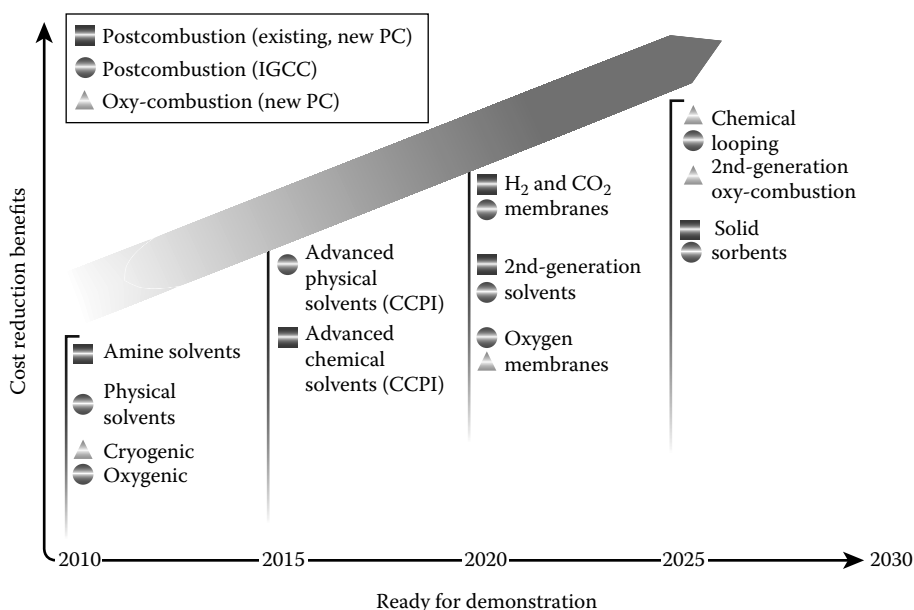 Postcombustion (existing, new PC)
Postcombustion (IGCC)
Oxy-combustion (new PC)
Cost reduction benefits
Amine solvents
Physical
solvents
Cryogenic
Oxygenic
Advanced
physical
solvents (CCPI)
Advanced
chemical
solvents (CCPI)
H₂ and CO₂
membranes
2nd-generation
solvents
Oxygen
membranes
Chemical
looping
2nd-generation
oxy-combustion
Solid
sorbents
2010 2015 2020 2025 2030
Ready for demonstration